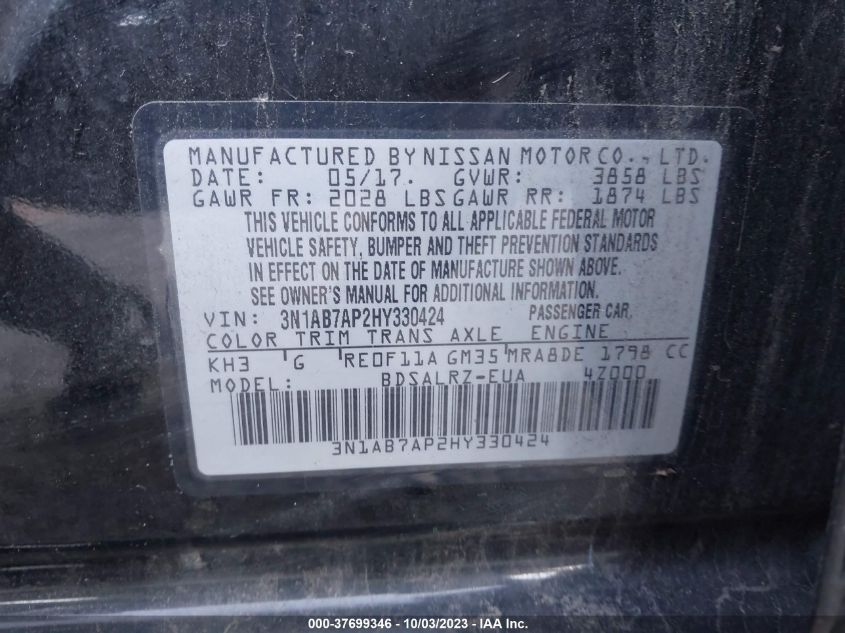 MANUFACTURED BY NISSAN MOTOR CO., LTD.
DATE: 05/17. GVWR: 3858 LBS
GAWR FR: 2028 LBS GAWR RR: 1874 LBS
THIS VEHICLE CONFORMS TO ALL APPLICABLE FEDERAL MOTOR
VEHICLE SAFETY, BUMPER AND THEFT PREVENTION STANDARDS
IN EFFECT ON THE DATE OF MANUFACTURE SHOWN ABOVE.
SEE OWNER'S MANUAL FOR ADDITIONAL INFORMATION.
VIN: 3N1AB7AP2HY330424 PASSENGER CAR.
COLOR TRIM TRANS AXLE ENGINE
KH3 G RE0F11A GM35 MRA8DE 1798 CC
MODEL: BDSALRZ-EUA 4Z000
3N1AB7AP2HY330424
000-37699346 - 10/03/2023 - IAA Inc.